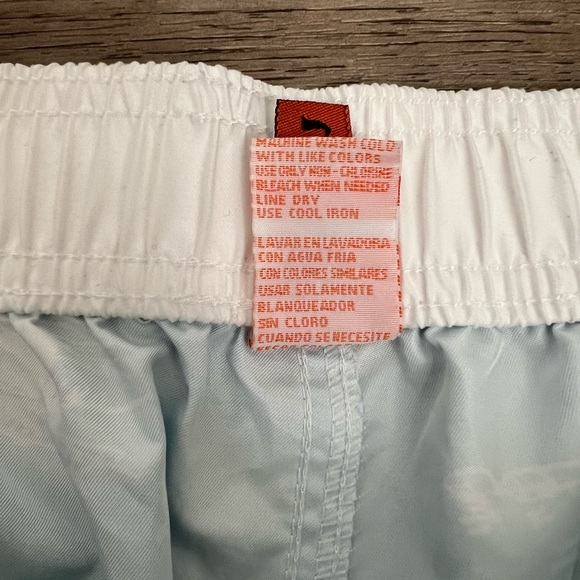 MACHINE WASH COLD
WITH LIKE COLORS
USE ONLY NON - CHLORINE
BLEACH WHEN NEEDED
LINE DRY
USE COOL IRON
LAVAR EN LAVADORA
CON AGUA FRIA
CON COLORES SIMILARES
USAR SOLAMENTE
BLANQUEADOR
SIN CLORO
CUANDO SE NECESITE